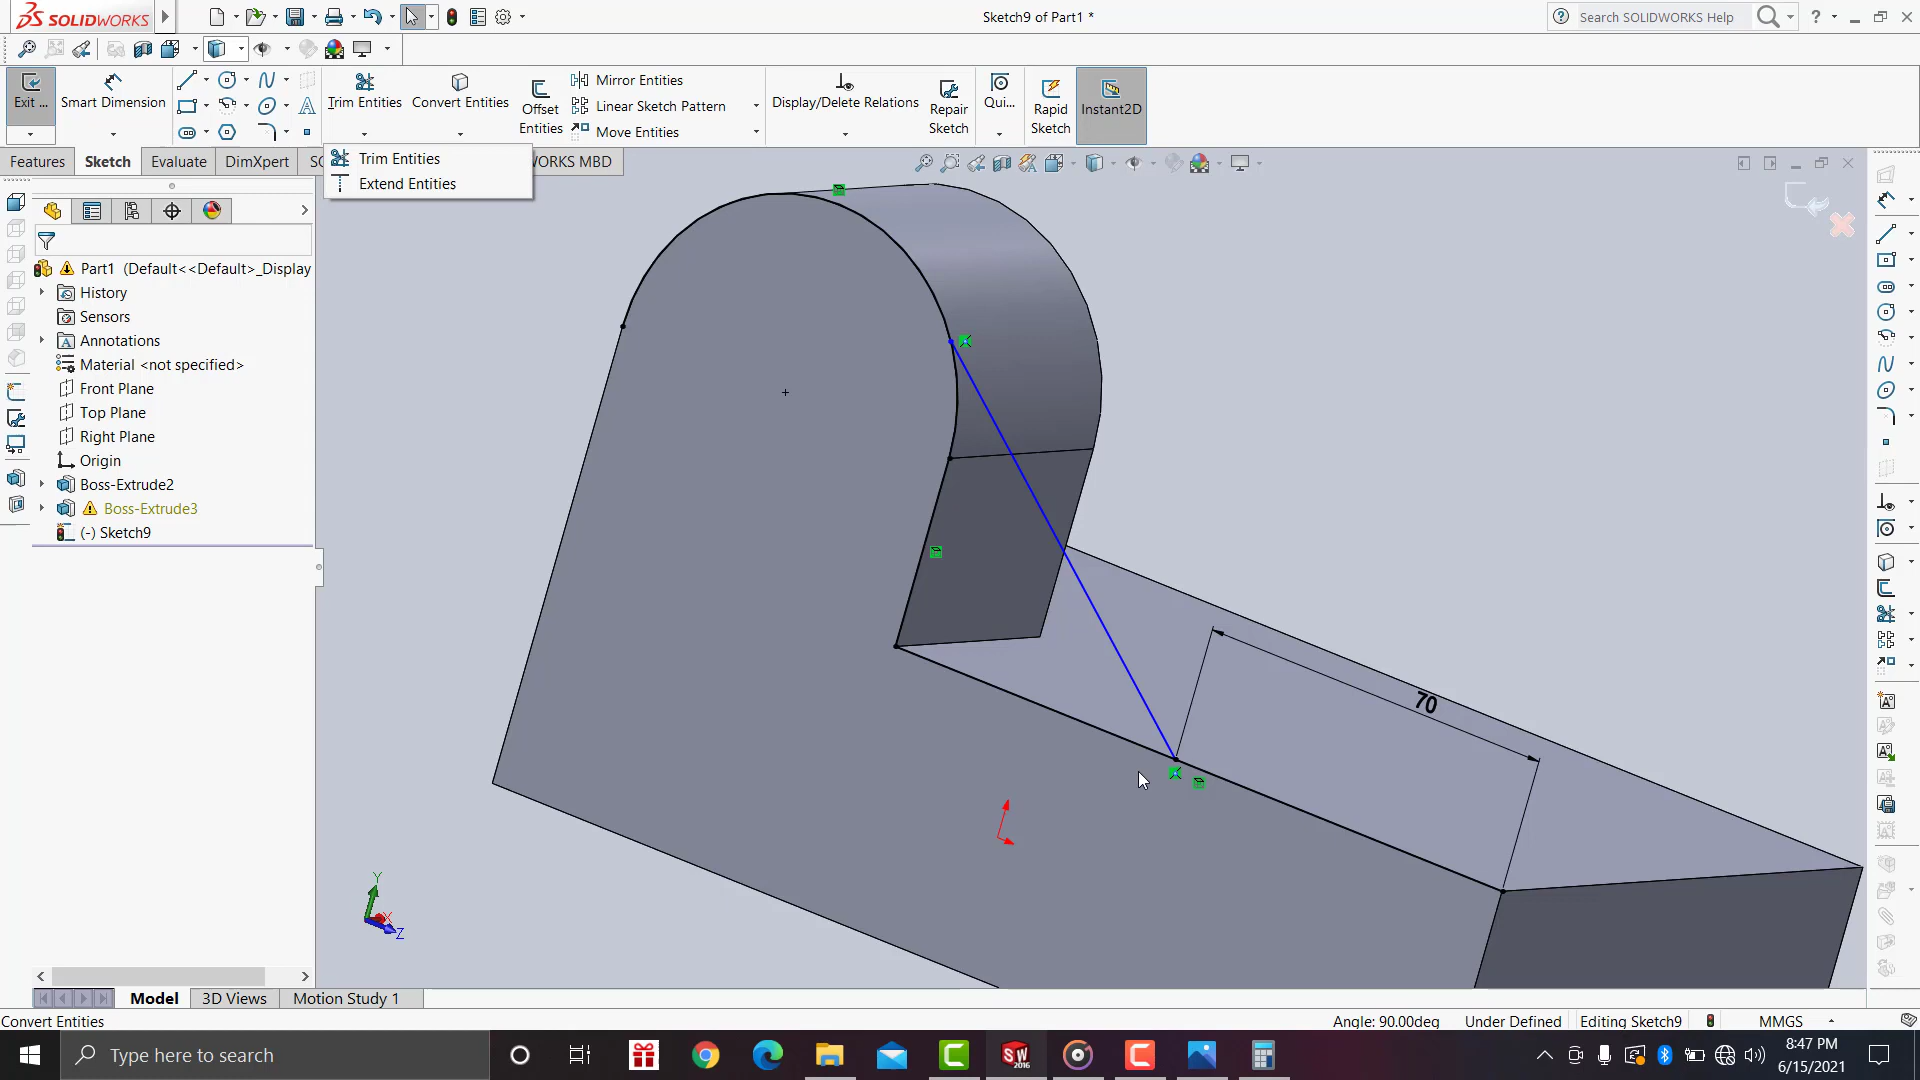 SOLIDWORKS
Sketch9 of Part1 *
Search SOLIDWORKS Help
Exit ...
Smart Dimension
Trim Entities
Convert Entities
Offset
Entities
Mirror Entities
Linear Sketch Pattern
Move Entities
Display/Delete Relations
Repair
Sketch
Qui...
Rapid
Sketch
Instant2D
Features
Sketch
Evaluate
DimXpert
SO
WORKS MBD
Trim Entities
Extend Entities
Part1 (Default<<Default>_Display
History
Sensors
Annotations
Material <not specified>
Front Plane
Top Plane
Right Plane
Origin
Boss-Extrude2
Boss-Extrude3
(-) Sketch9
70
Y
X
Z
Model
3D Views
Motion Study 1
Convert Entities
Angle: 90.00deg
Under Defined
Editing Sketch9
MMGS
Type here to search
SW
2016
8:47 PM
6/15/2021